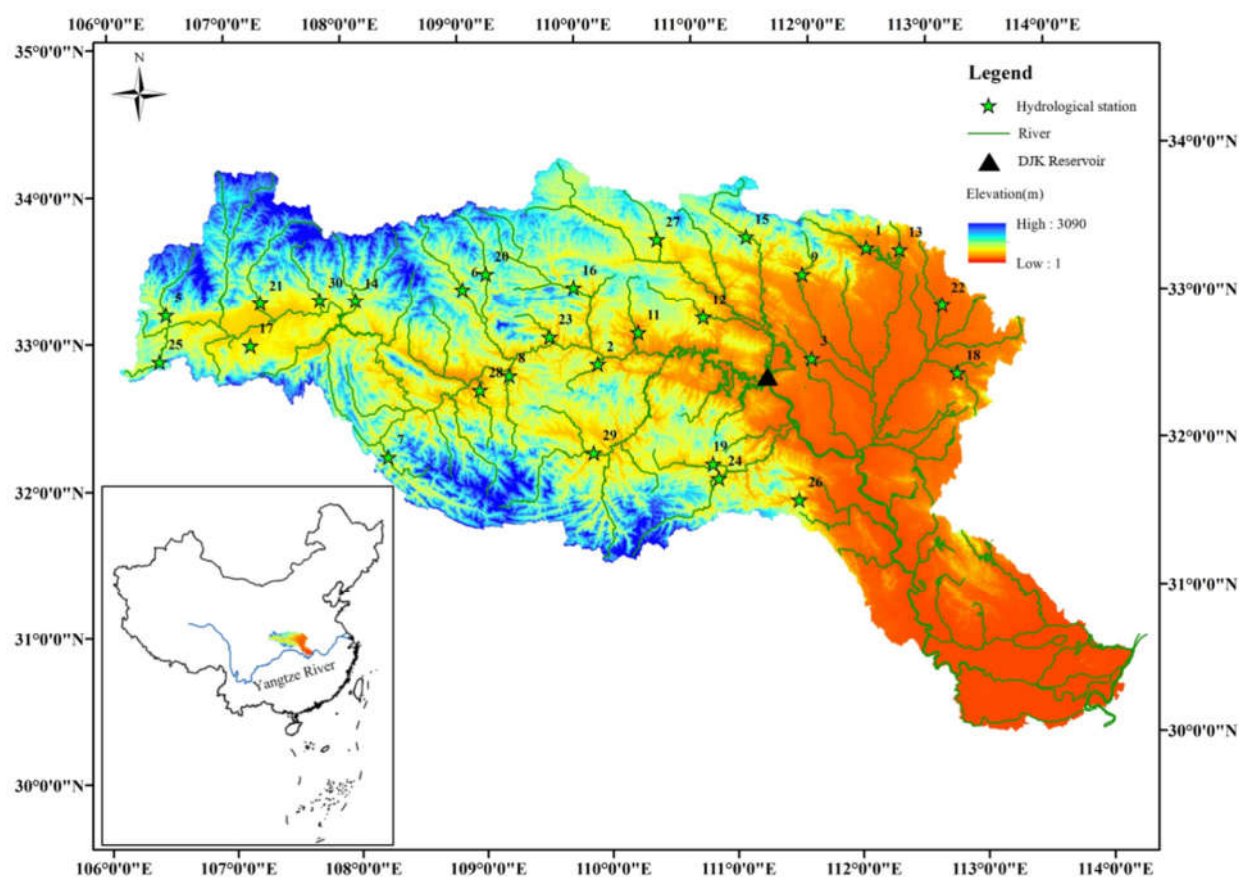 106°0'0"E 107°0'0"E 108°0'0"E 109°0'0"E 110°0'0"E 111°0'0"E 112°0'0"E 113°0'0"E 114°0'0"E
35°0'0"N
N
Legend
Hydrological station
River
DJK Reservoir
Elevation(m)
High : 3090
Low : 1
34°0'0"N
34°0'0"N
27
15
1
13
20
6
9
16
5
21
30
14
22
33°0'0"N
12
17
23
11
33°0'0"N
25
2
3
18
8
28
7
29
19
24
32°0'0"N
32°0'0"N
26
31°0'0"N
31°0'0"N
Yangtze River
30°0'0"N
30°0'0"N
106°0'0"E 107°0'0"E 108°0'0"E 109°0'0"E 110°0'0"E 111°0'0"E 112°0'0"E 113°0'0"E 114°0'0"E